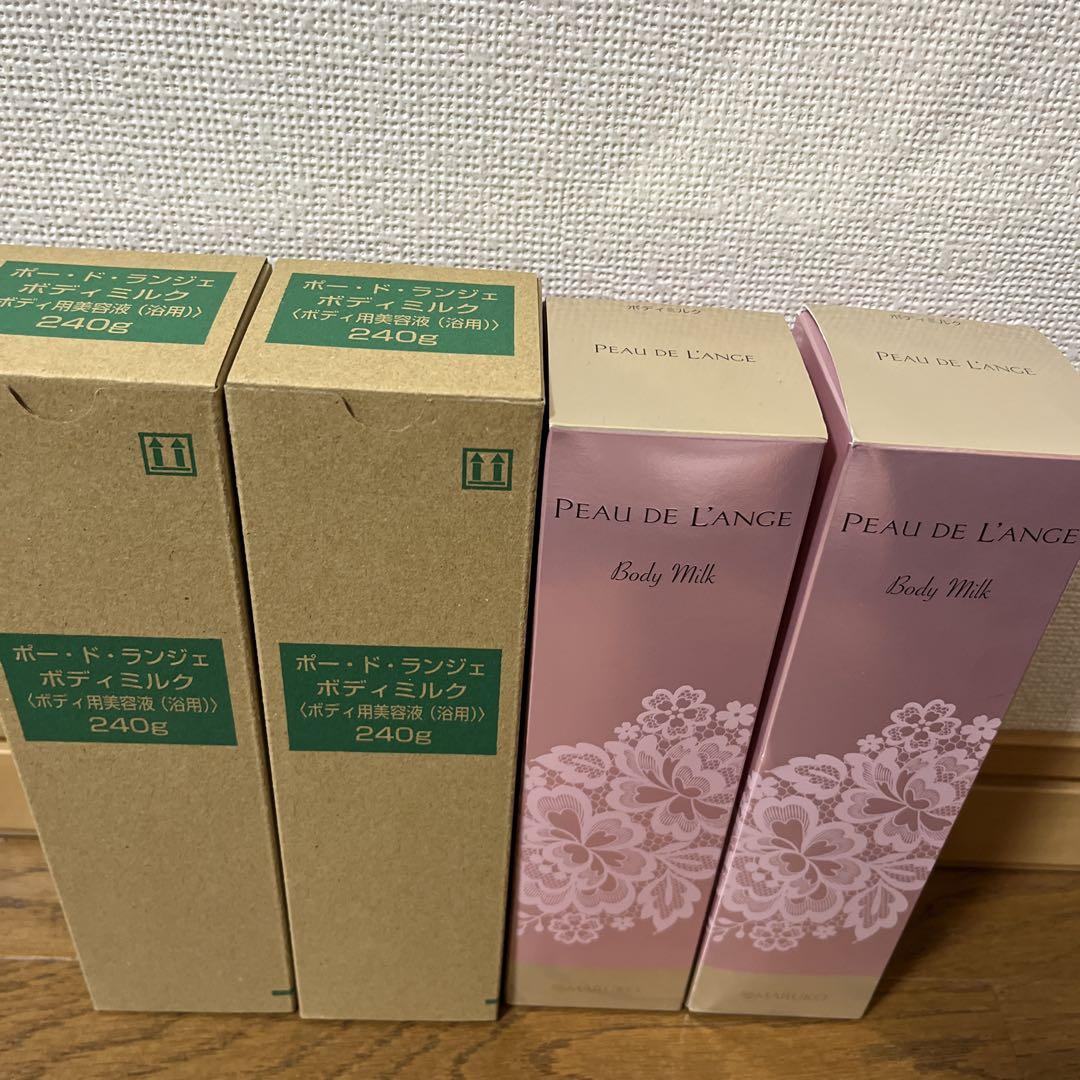 ポー・ド・ランジェ
ボディミルク
ボディ用美容液（浴用）〉
240g
ポー・ド・ランジェ
ボディミルク
〈ボディ用美容液（浴用）〉
240g
ポー・ド・ランジェ
ボディミルク
〈ボディ用美容液（浴用）〉
240g
ポー・ド・ランジェ
ボディミルク
〈ボディ用美容液（浴用）〉
240g
ボディミルク
PEAU DE L'ANGE
PEAU DE L'ANGE
Body Milk
MARUKO
ボディミルク
PEAU DE L'ANGE
PEAU DE L'ANGE
Body Milk
MARUKO